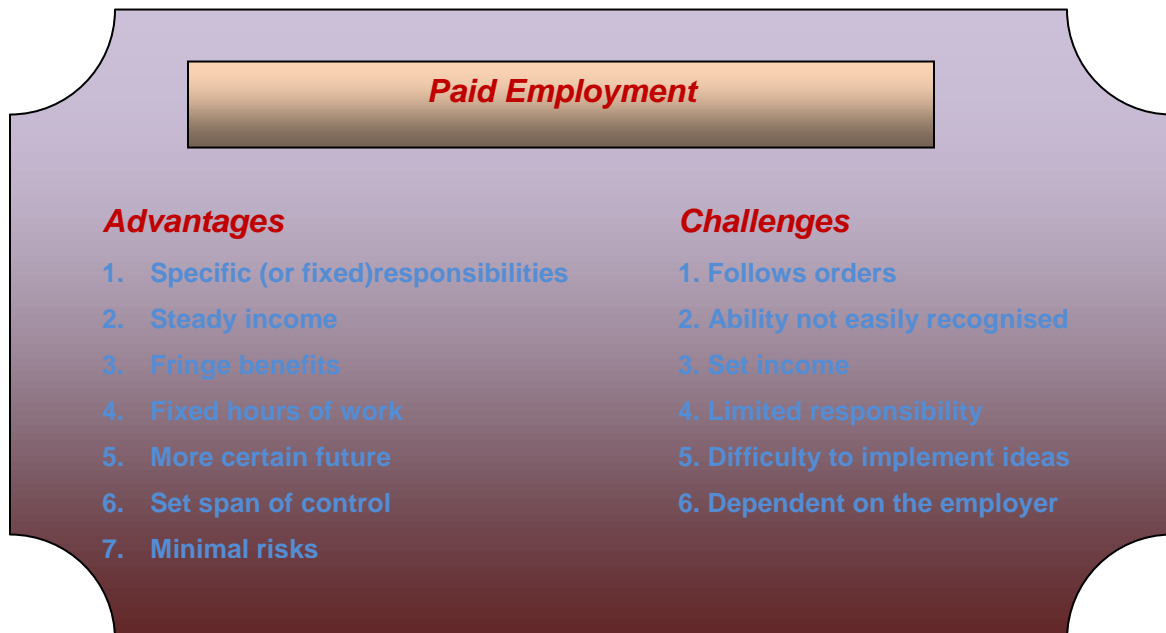 Paid Employment
Advantages
1. Specific (or fixed)responsibilities
2. Steady income
3. Fringe benefits
4. Fixed hours of work
5. More certain future
6. Set span of control
7. Minimal risks
Challenges
1. Follows orders
2. Ability not easily recognised
3. Set income
4. Limited responsibility
5. Difficulty to implement ideas
6. Dependent on the employer